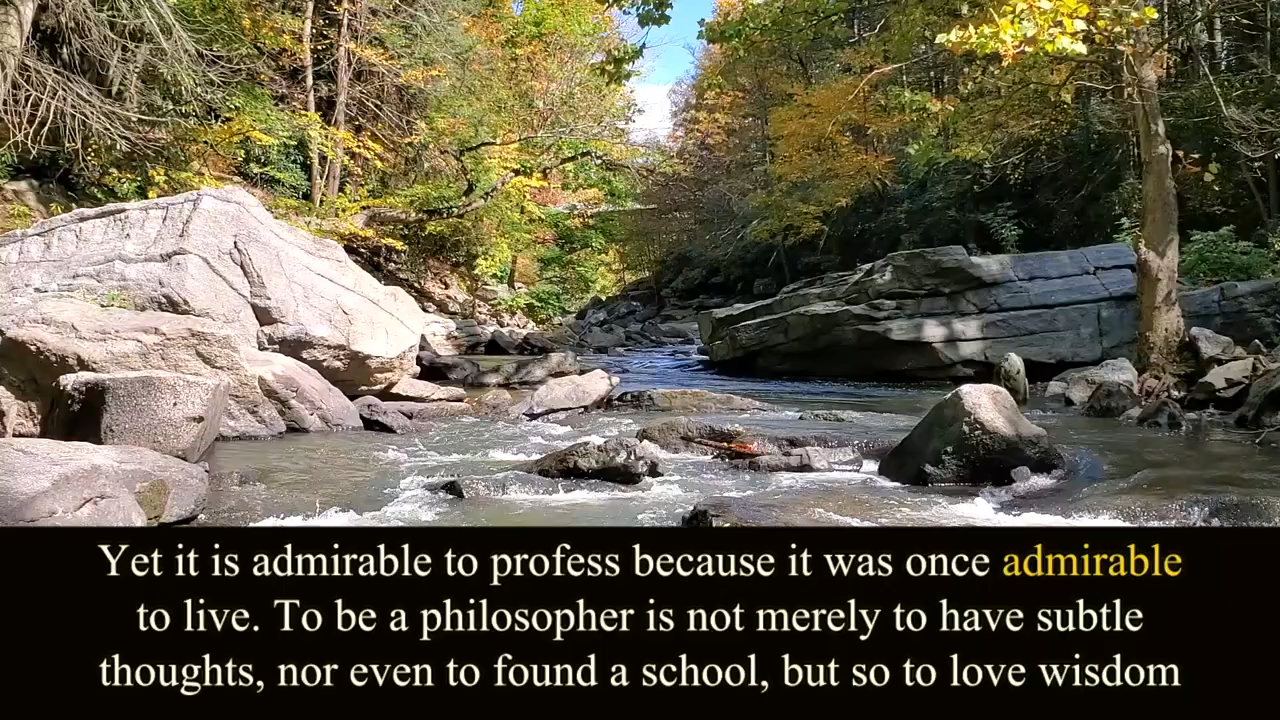 Yet it is admirable to profess because it was once admirable
to live. To be a philosopher is not merely to have subtle
thoughts, nor even to found a school, but so to love wisdom